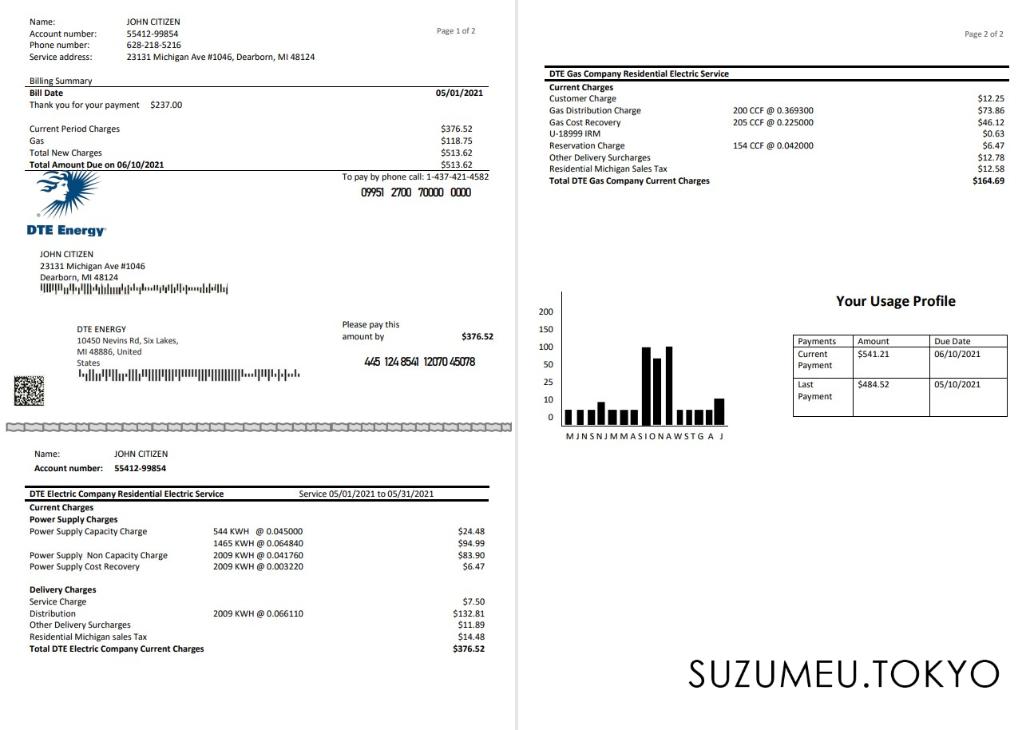 Name: JOHN CITIZEN
Account number: 55412-99854
Phone number: 628-218-5216
Service address: 23131 Michigan Ave #1046, Dearborn, MI 48124
Page 1 of 2
Billing Summary
Bill Date 05/01/2021
Thank you for your payment $237.00
Current Period Charges $376.52
Gas $118.75
Total New Charges $513.62
Total Amount Due on 06/10/2021 $513.62
To pay by phone call: 1-437-421-4582
09951 2700 70000 0000
DTE Energy
JOHN CITIZEN
23131 Michigan Ave #1046
Dearborn, MI 48124
DTE ENERGY
10450 Nevins Rd, Six Lakes,
MI 48886, United
States
Please pay this
amount by $376.52
445 124 8541 12070 45078
Name: JOHN CITIZEN
Account number: 55412-99854
DTE Electric Company Residential Electric Service Service 05/01/2021 to 05/31/2021
Current Charges
Power Supply Charges
Power Supply Capacity Charge 544 KWH @ 0.045000 $24.48
1465 KWH @ 0.064840 $94.99
Power Supply Non Capacity Charge 2009 KWH @ 0.041760 $83.90
Power Supply Cost Recovery 2009 KWH @ 0.003220 $6.47
Delivery Charges
Service Charge $7.50
Distribution 2009 KWH @ 0.066110 $132.81
Other Delivery Surcharges $11.89
Residential Michigan sales Tax $14.48
Total DTE Electric Company Current Charges $376.52
Page 2 of 2
DTE Gas Company Residential Electric Service
Current Charges
Customer Charge $12.25
Gas Distribution Charge 200 CCF @ 0.369300 $73.86
Gas Cost Recovery 205 CCF @ 0.225000 $46.12
U-18999 IRM $0.63
Reservation Charge 154 CCF @ 0.042000 $6.47
Other Delivery Surcharges $12.78
Residential Michigan Sales Tax $12.58
Total DTE Gas Company Current Charges $164.69
200
150
100
50
25
10
0
M J N S N J M M A S I O N A W S T G A J
Your Usage Profile
Payments Amount Due Date
Current Payment $541.21 06/10/2021
Last Payment $484.52 05/10/2021
SUZUMEU.TOKYO